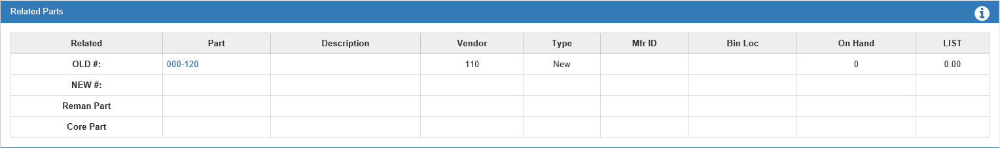 Related Parts
Related Part Description Vendor Type Mfr ID Bin Loc On Hand LIST
OLD #: 000-120 110 New 0 0.00
NEW #:
Reman Part
Core Part